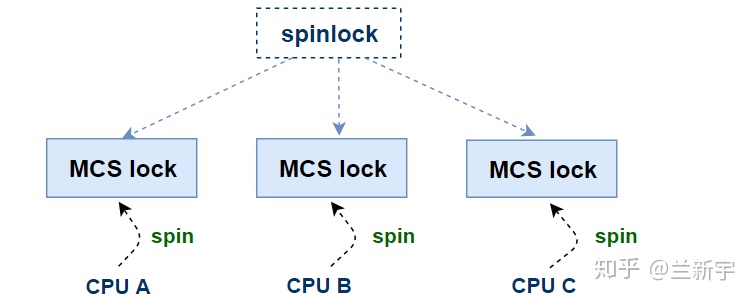 spinlock
MCS lock MCS lock MCS lock
spin spin spin
CPU A CPU B CPU C
知乎 @兰新宇